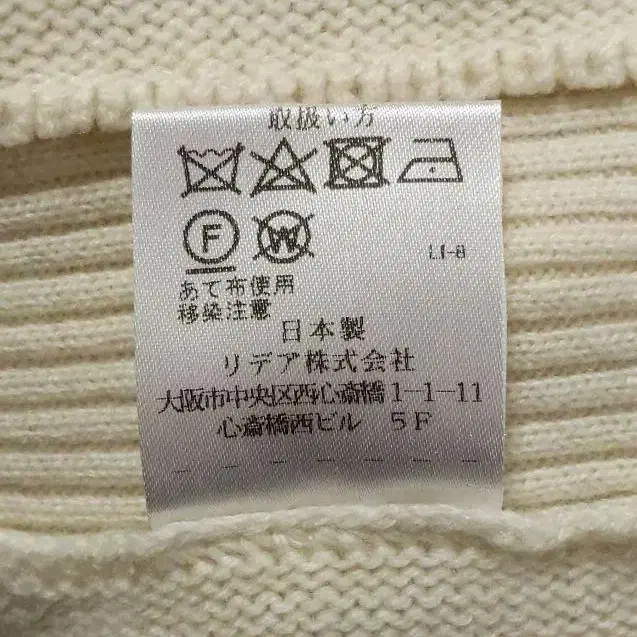 取扱い方
F W
LI-8
あて布使用
移染注意
日本製
リデア株式会社
大阪市中央区西心斎橋1-1-11
心斎橋西ビル 5F